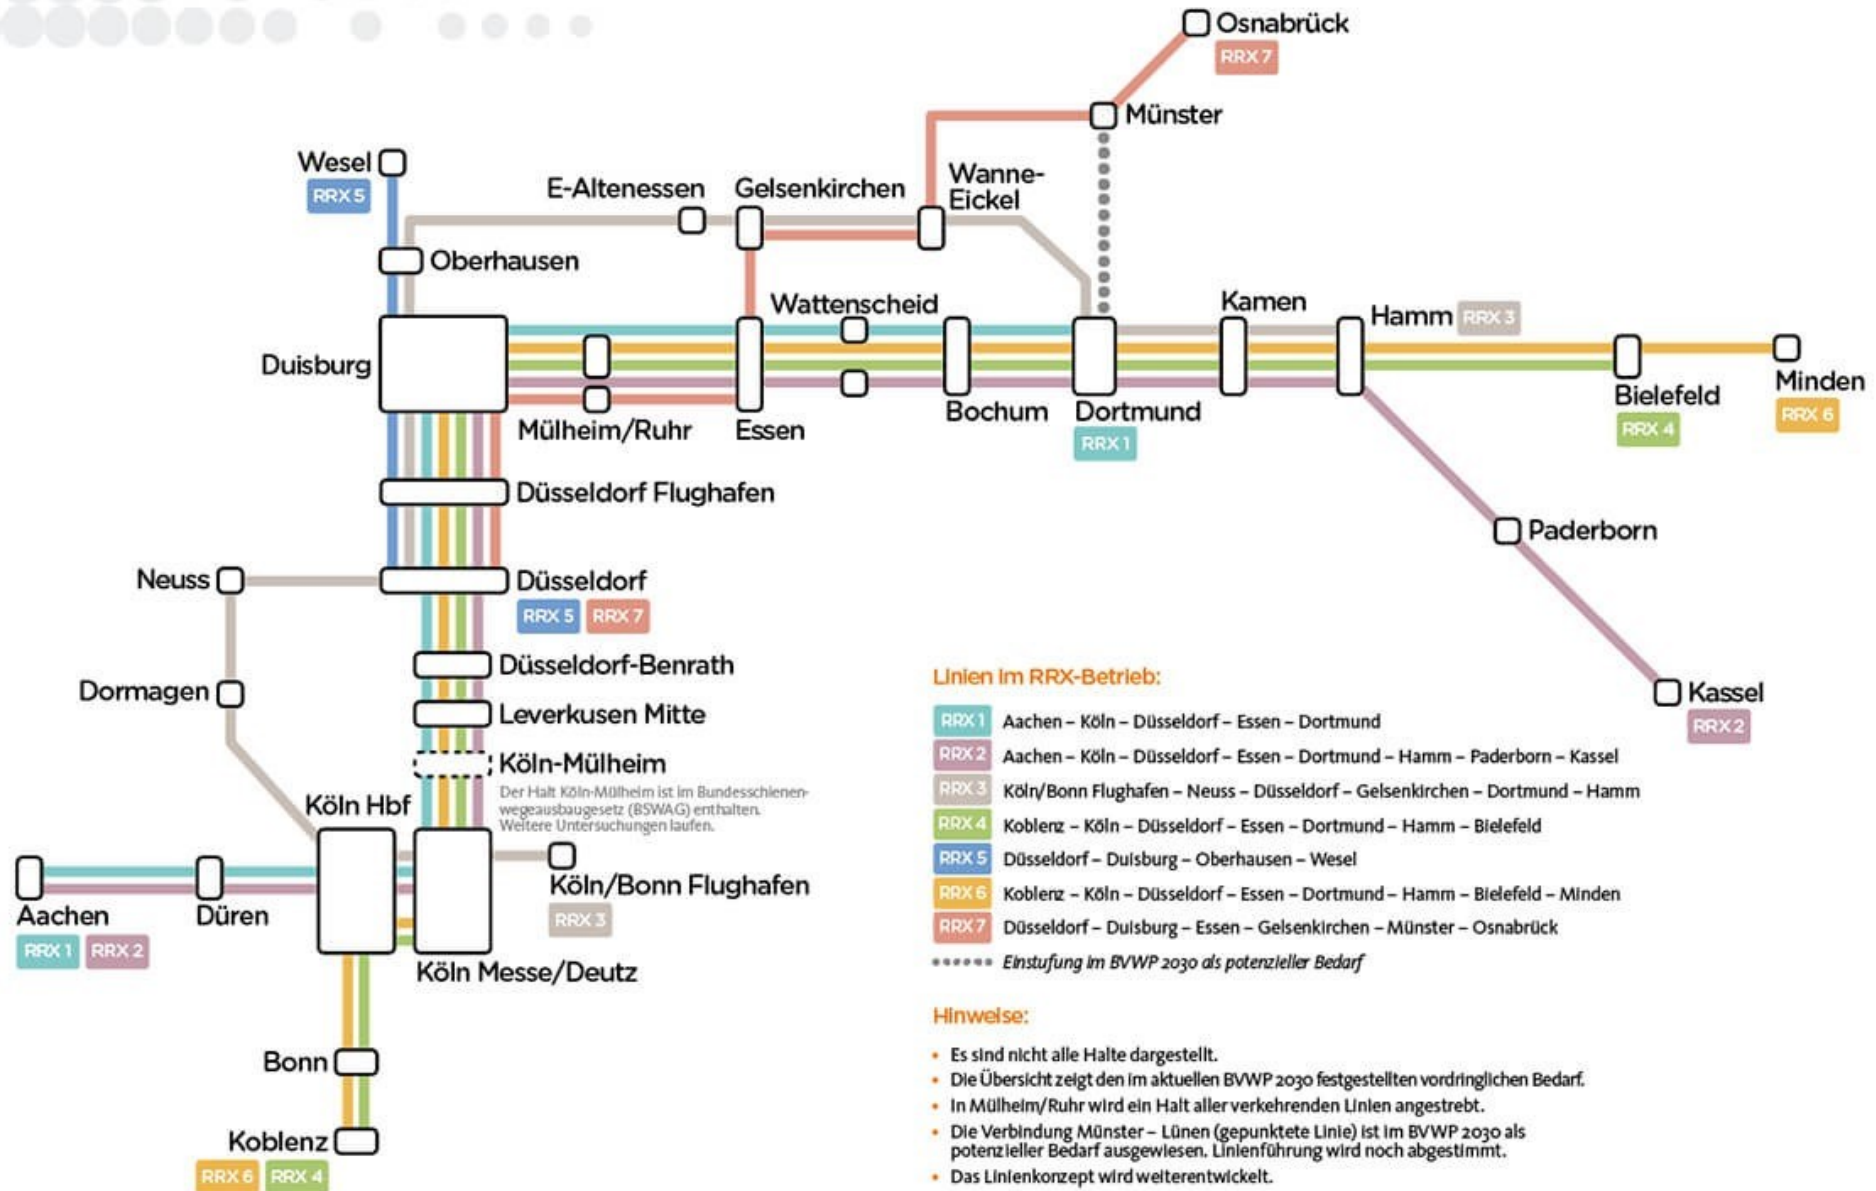 Osnabrück
RRX 7
Münster
Wesel
RRX 5
E-Altenessen
Gelsenkirchen
Wanne-
Eickel
Oberhausen
Wattenscheid
Kamen
Hamm RRX 3
Duisburg
Mülheim/Ruhr
Essen
Bochum
Dortmund
RRX 1
Bielefeld
RRX 4
Minden
RRX 6
Düsseldorf Flughafen
Paderborn
Neuss
Düsseldorf
RRX 5 RRX 7
Düsseldorf-Benrath
Dormagen
Leverkusen Mitte
Kassel
RRX 2
Köln-Mülheim
Der Halt Köln-Mülheim ist im Bundesschienen-
wegeausbaugesetz (BSWAG) enthalten.
Weitere Untersuchungen laufen.
Köln Hbf
Köln/Bonn Flughafen
RRX 3
Aachen
RRX 1 RRX 2
Düren
Köln Messe/Deutz
Bonn
Koblenz
RRX 6 RRX 4
Linien im RRX-Betrieb:
RRX 1 Aachen – Köln – Düsseldorf – Essen – Dortmund
RRX 2 Aachen – Köln – Düsseldorf – Essen – Dortmund – Hamm – Paderborn – Kassel
RRX 3 Köln/Bonn Flughafen – Neuss – Düsseldorf – Gelsenkirchen – Dortmund – Hamm
RRX 4 Koblenz – Köln – Düsseldorf – Essen – Dortmund – Hamm – Bielefeld
RRX 5 Düsseldorf – Duisburg – Oberhausen – Wesel
RRX 6 Koblenz – Köln – Düsseldorf – Essen – Dortmund – Hamm – Bielefeld – Minden
RRX 7 Düsseldorf – Duisburg – Essen – Gelsenkirchen – Münster – Osnabrück
Einstufung im BVWP 2030 als potenzieller Bedarf
Hinweise:
• Es sind nicht alle Halte dargestellt.
• Die Übersicht zeigt den im aktuellen BVWP 2030 festgestellten vordringlichen Bedarf.
• In Mülheim/Ruhr wird ein Halt aller verkehrenden Linien angestrebt.
• Die Verbindung Münster – Lünen (gepunktete Linie) ist im BVWP 2030 als
potenzieller Bedarf ausgewiesen. Linienführung wird noch abgestimmt.
• Das Linienkonzept wird weiterentwickelt.